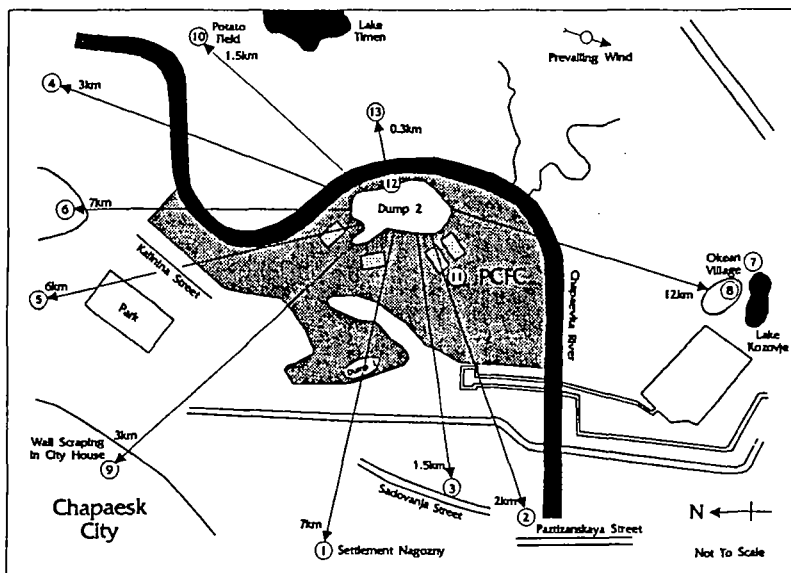 10
Potato
Field
1.5km
Lake
Timen
Prevailing Wind
4
3km
13
0.3km
12
Dump 2
6
7km
5
6km
Kalinina Street
Park
11
PCFC
Chapaevka River
Okean
Village
7
8
12km
Lake
Kozovje
Dump
Wall Scraping
In City House
3km
9
Chapaesk
City
1.5km
3
Sadovanja Street
2km
2
Partizanskaya Street
7km
1
Settlement Nagozny
N
Not To Scale